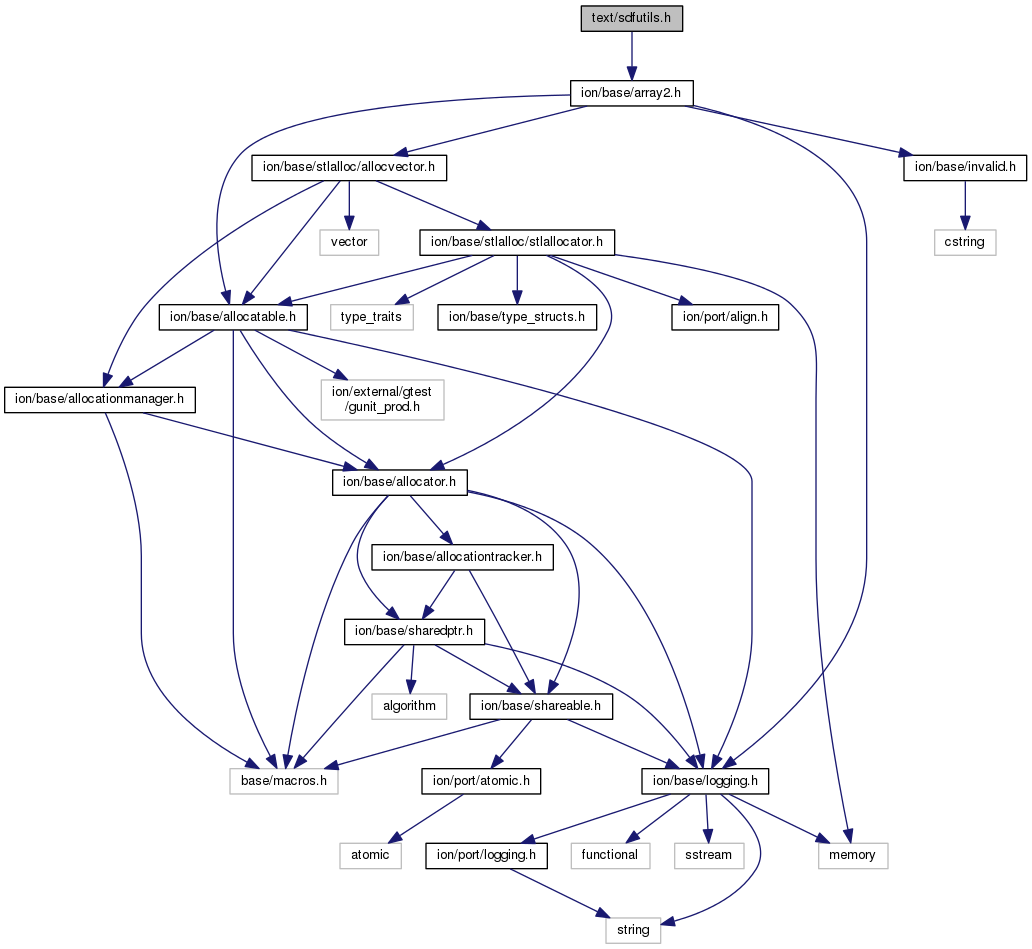 text/sdfutils.h
ion/base/array2.h
ion/base/stlalloc/allocvector.h
ion/base/invalid.h
vector
ion/base/stlalloc/stlallocator.h
cstring
ion/base/allocatable.h
type_traits
ion/base/type_structs.h
ion/port/align.h
ion/base/allocationmanager.h
ion/external/gtest
/gunit_prod.h
ion/base/allocator.h
ion/base/allocationtracker.h
ion/base/sharedptr.h
algorithm
ion/base/shareable.h
base/macros.h
ion/port/atomic.h
ion/base/logging.h
atomic
ion/port/logging.h
functional
sstream
memory
string